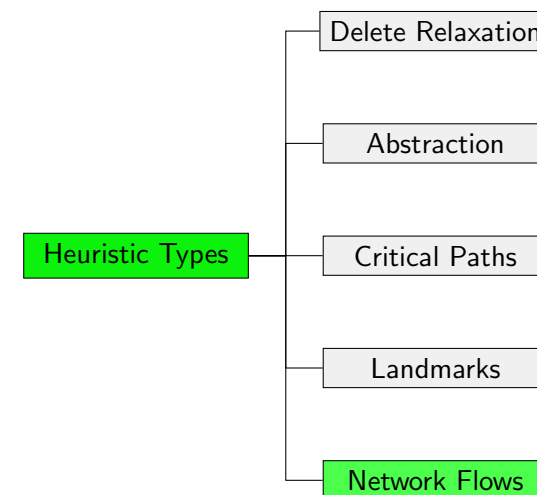 Delete Relaxation
Abstraction
Heuristic Types
Critical Paths
Landmarks
Network Flows